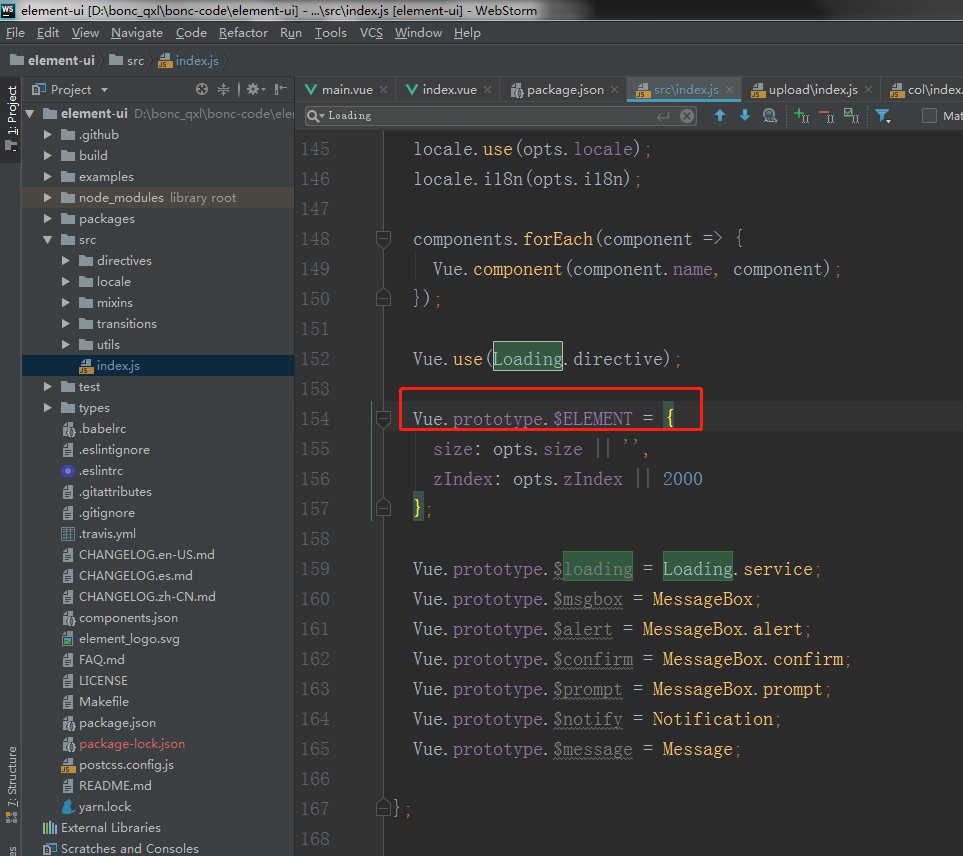 WS element-ui [D:\bonc_qxl\bonc-code\element-ui] - ...\src\index.js [element-ui] - WebStorm
File Edit View Navigate Code Refactor Run Tools VCS Window Help
element-ui src index.js
1: Project
Project
main.vue index.vue package.json src\index.js upload\index.js col\index.
Loading
Mat
element-ui D:\bonc_qxl\bonc-code\eler
.github
build
examples
node_modules library root
packages
src
directives
locale
mixins
transitions
utils
index.js
test
types
.babelrc
.eslintignore
.eslintrc
.gitattributes
.gitignore
.travis.yml
CHANGELOG.en-US.md
CHANGELOG.es.md
CHANGELOG.zh-CN.md
components.json
element_logo.svg
FAQ.md
LICENSE
Makefile
package.json
package-lock.json
postcss.config.js
README.md
yarn.lock
External Libraries
Scratches and Consoles
7: Structure
145 locale.use(opts.locale);
146 locale.i18n(opts.i18n);
147
148 components.forEach(component => {
149 Vue.component(component.name, component);
150 });
151
152 Vue.use(Loading.directive);
153
154 Vue.prototype.$ELEMENT = {
155 size: opts.size || '',
156 zIndex: opts.zIndex || 2000
157 };
158
159 Vue.prototype.$loading = Loading.service;
160 Vue.prototype.$msgbox = MessageBox;
161 Vue.prototype.$alert = MessageBox.alert;
162 Vue.prototype.$confirm = MessageBox.confirm;
163 Vue.prototype.$prompt = MessageBox.prompt;
164 Vue.prototype.$notify = Notification;
165 Vue.prototype.$message = Message;
166
167 };
168